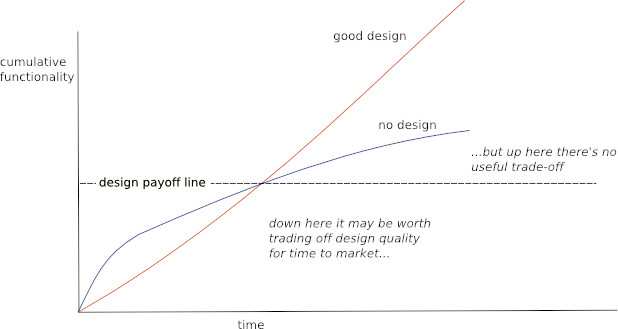 good design
cumulative
functionality
no design
...but up here there's no
useful trade-off
design payoff line
down here it may be worth
trading off design quality
for time to market...
time